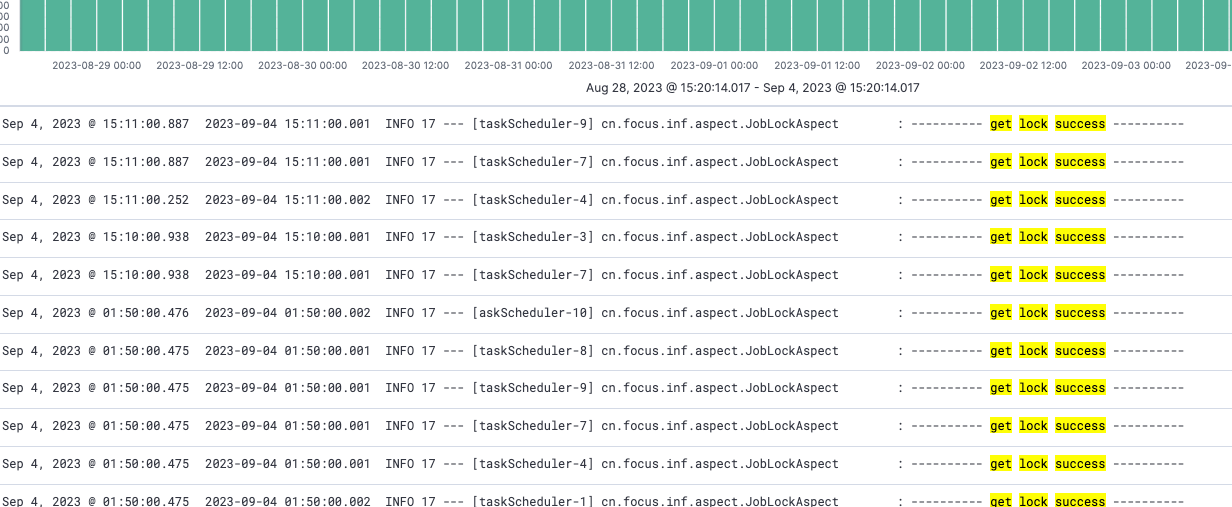 00
00
00
0
2023-08-29 00:00 2023-08-29 12:00 2023-08-30 00:00 2023-08-30 12:00 2023-08-31 00:00 2023-08-31 12:00 2023-09-01 00:00 2023-09-01 12:00 2023-09-02 00:00 2023-09-02 12:00 2023-09-03 00:00 2023-09-
Aug 28, 2023 @ 15:20:14.017 - Sep 4, 2023 @ 15:20:14.017
Sep 4, 2023 @ 15:11:00.887 2023-09-04 15:11:00.001 INFO 17 --- [taskScheduler-9] cn.focus.inf.aspect.JobLockAspect : ---------- get lock success ----------
Sep 4, 2023 @ 15:11:00.887 2023-09-04 15:11:00.001 INFO 17 --- [taskScheduler-7] cn.focus.inf.aspect.JobLockAspect : ---------- get lock success ----------
Sep 4, 2023 @ 15:11:00.252 2023-09-04 15:11:00.002 INFO 17 --- [taskScheduler-4] cn.focus.inf.aspect.JobLockAspect : ---------- get lock success ----------
Sep 4, 2023 @ 15:10:00.938 2023-09-04 15:10:00.001 INFO 17 --- [taskScheduler-3] cn.focus.inf.aspect.JobLockAspect : ---------- get lock success ----------
Sep 4, 2023 @ 15:10:00.938 2023-09-04 15:10:00.001 INFO 17 --- [taskScheduler-7] cn.focus.inf.aspect.JobLockAspect : ---------- get lock success ----------
Sep 4, 2023 @ 01:50:00.476 2023-09-04 01:50:00.002 INFO 17 --- [askScheduler-10] cn.focus.inf.aspect.JobLockAspect : ---------- get lock success ----------
Sep 4, 2023 @ 01:50:00.475 2023-09-04 01:50:00.001 INFO 17 --- [taskScheduler-8] cn.focus.inf.aspect.JobLockAspect : ---------- get lock success ----------
Sep 4, 2023 @ 01:50:00.475 2023-09-04 01:50:00.001 INFO 17 --- [taskScheduler-9] cn.focus.inf.aspect.JobLockAspect : ---------- get lock success ----------
Sep 4, 2023 @ 01:50:00.475 2023-09-04 01:50:00.001 INFO 17 --- [taskScheduler-7] cn.focus.inf.aspect.JobLockAspect : ---------- get lock success ----------
Sep 4, 2023 @ 01:50:00.475 2023-09-04 01:50:00.001 INFO 17 --- [taskScheduler-4] cn.focus.inf.aspect.JobLockAspect : ---------- get lock success ----------
Sep 4, 2023 @ 01:50:00.475 2023-09-04 01:50:00.002 INFO 17 --- [taskScheduler-1] cn.focus.inf.aspect.JobLockAspect : ---------- get lock success ----------